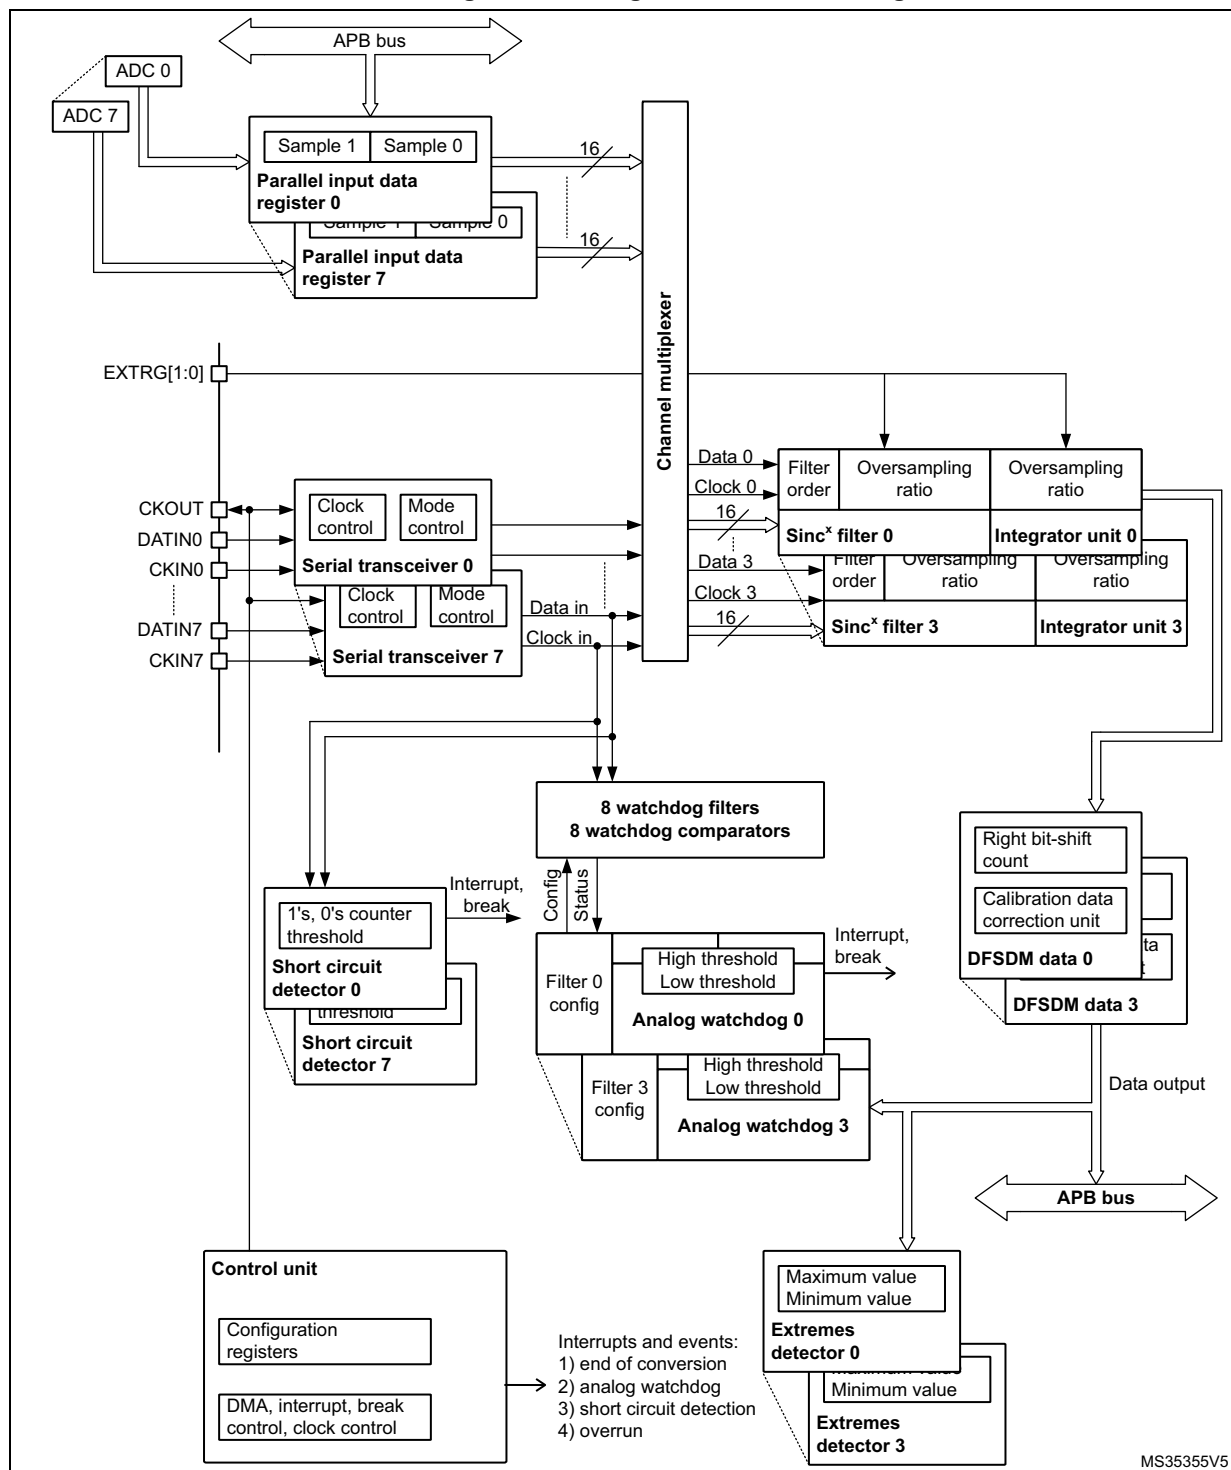 APB bus
ADC 0
ADC 7
Sample 1 Sample 0
Parallel input data
register 0
16
Sample 1 Sample 0
Parallel input data
register 7
16
Channel multiplexer
EXTRG[1:0]
CKOUT
DATIN0
CKIN0
DATIN7
CKIN7
Clock
control
Mode
control
Serial transceiver 0
Clock
control
Mode
control
Serial transceiver 7
Data in
Clock in
Data 0
Clock 0
16
Data 3
Clock 3
16
Filter
order
Oversampling
ratio
Oversampling
ratio
Sincˣ filter 0
Integrator unit 0
Filter
order
Oversampling
ratio
Oversampling
ratio
Sincˣ filter 3
Integrator unit 3
8 watchdog filters
8 watchdog comparators
Config
Status
Interrupt,
break
1's, 0's counter
threshold
Short circuit
detector 0
threshold
Short circuit
detector 7
Filter 0
config
High threshold
Low threshold
Analog watchdog 0
Interrupt,
break
Filter 3
config
High threshold
Low threshold
Analog watchdog 3
Right bit-shift
count
Calibration data
correction unit
DFSDM data 0
DFSDM data 3
Data output
APB bus
Control unit
Configuration
registers
DMA, interrupt, break
control, clock control
Interrupts and events:
1) end of conversion
2) analog watchdog
3) short circuit detection
4) overrun
Maximum value
Minimum value
Extremes
detector 0
Minimum value
Extremes
detector 3
MS35355V5